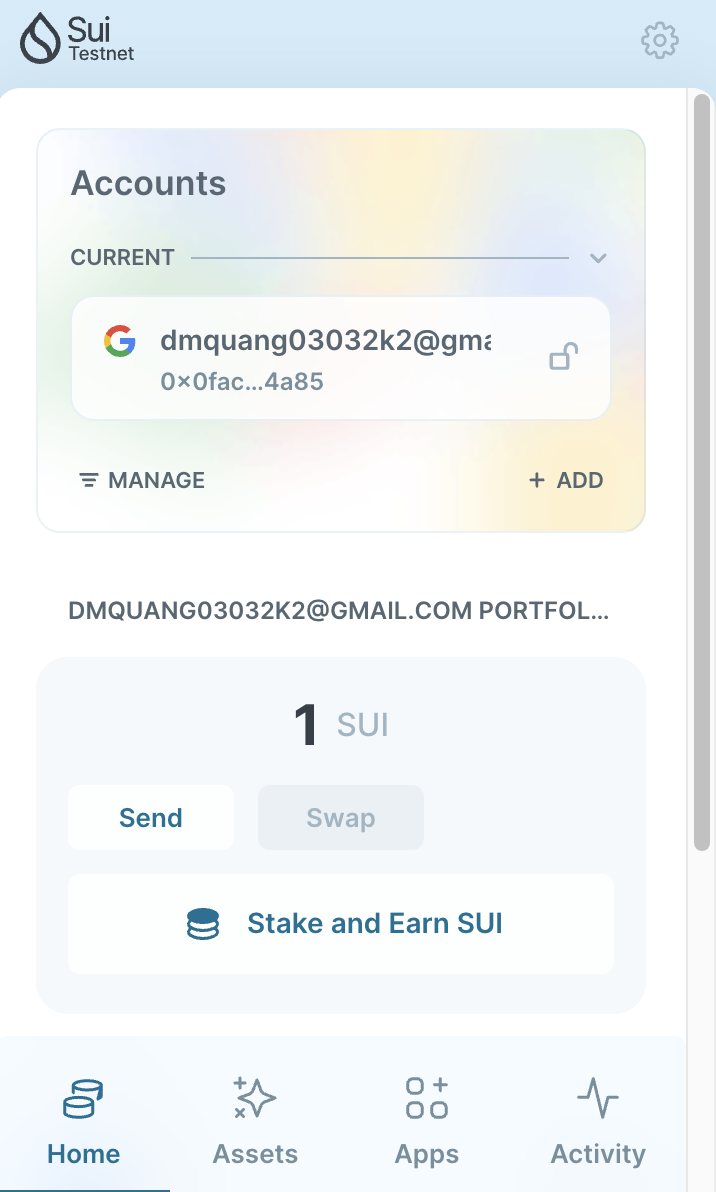 Sui
Testnet
Accounts
CURRENT
dmquang03032k2@gma
0×0fac...4a85
MANAGE
+ ADD
DMQUANG03032K2@GMAIL.COM PORTFOL...
1 SUI
Send
Swap
Stake and Earn SUI
Home
Assets
Apps
Activity